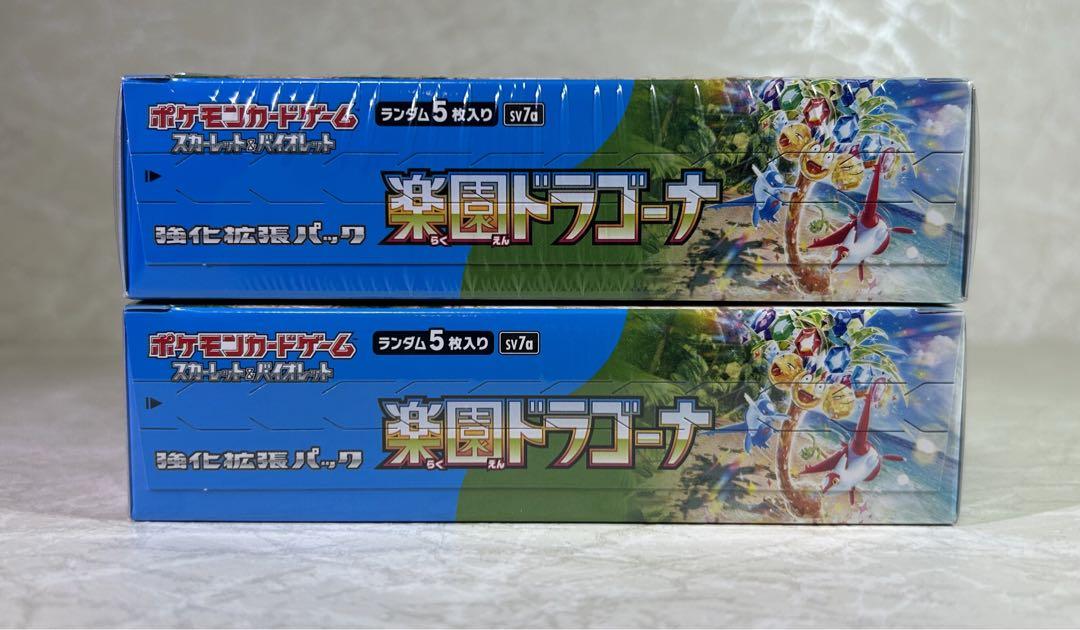 ポケモンカードゲーム ランダム5枚入り sv7a
スカーレット&バイオレット
強化拡張パック 楽園ドラゴーナ
らく えん
ポケモンカードゲーム ランダム5枚入り sv7a
スカーレット&バイオレット
強化拡張パック 楽園ドラゴーナ
らく えん